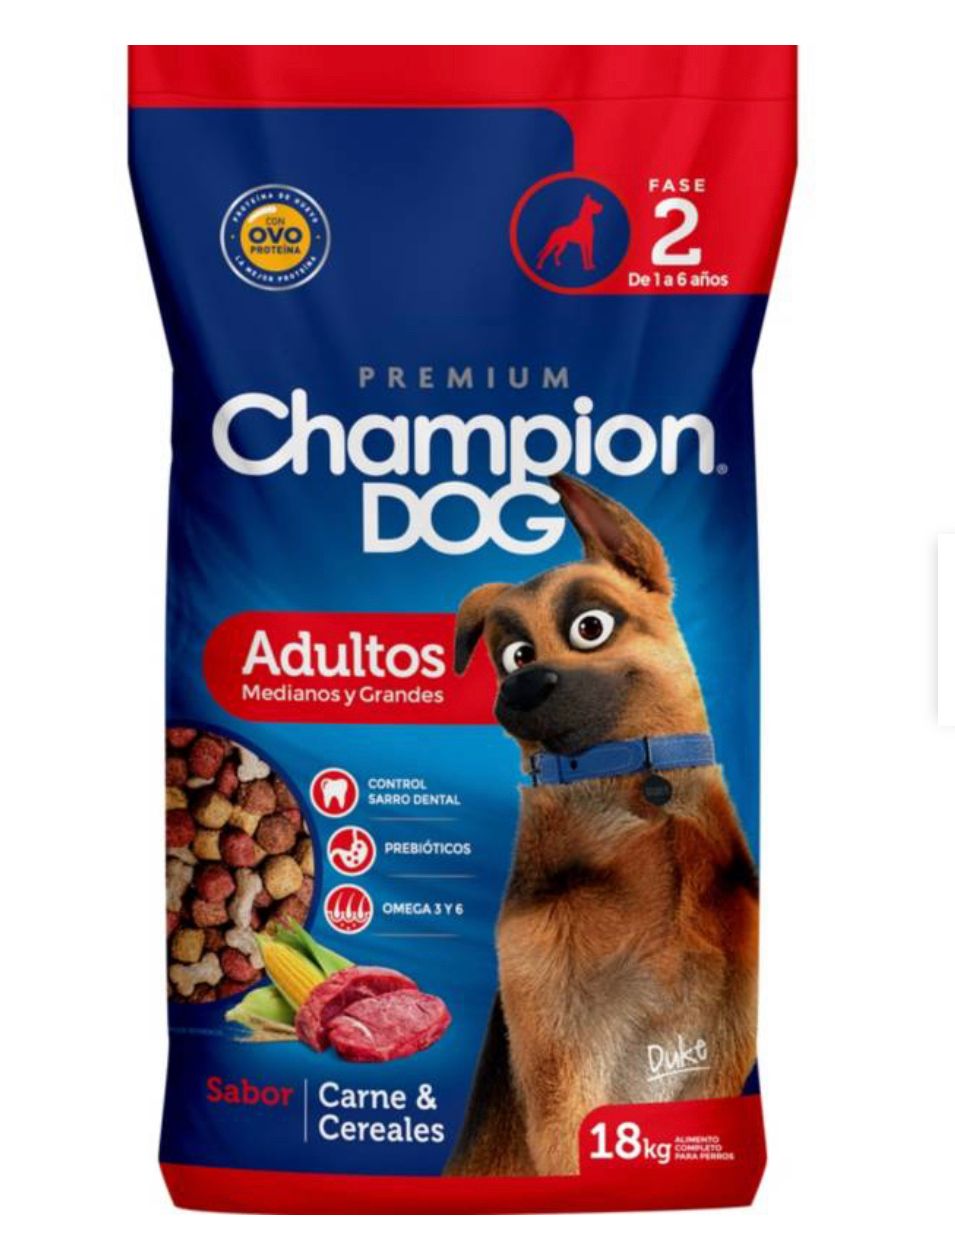 PROTEÍNA DE HUEVO
CON
OVO
PROTEÍNA
LA MEJOR PROTEÍNA
FASE
2
De 1 a 6 años
PREMIUM
Champion®
DOG
Adultos
Medianos y Grandes
CONTROL
SARRO DENTAL
PREBIÓTICOS
OMEGA 3 Y 6
Duke
Sabor
Carne &
Cereales
18kg
ALIMENTO
COMPLETO
PARA PERROS